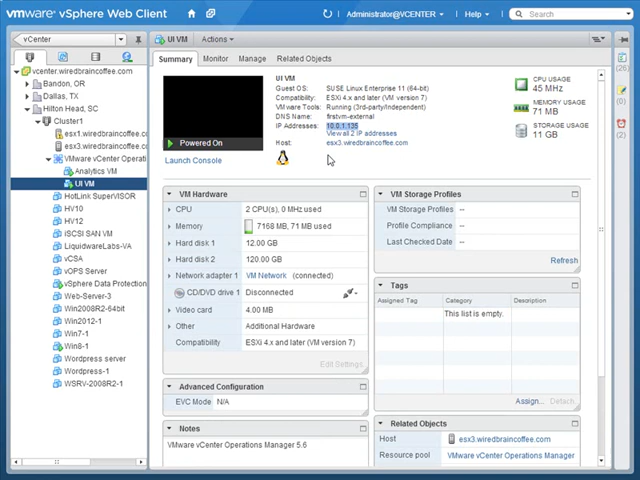 vmware vSphere Web Client
Administrator@VCENTER
Help
Search
vCenter
vcenter.wiredbraincoffee.com
Bandon, OR
Dallas, TX
Hilton Head, SC
Cluster1
esx1.wiredbraincoffee.c
esx3.wiredbraincoffee.cc
VMware vCenter Operati
Analytics VM
UI VM
HotLink SuperVISOR
HV10
HV12
iSCSI SAN VM
LiquidwareLabs-VA
vCSA
vOPS Server
vSphere Data Protection
Web-Server-3
Win2008R2-64bit
Win2012-1
Win7-1
Win8-1
Wordpress server
Wordpress-1
WSRV-2008R2-1
UI VM
Actions
Summary
Monitor
Manage
Related Objects
Powered On
Launch Console
UI VM
Guest OS: SUSE Linux Enterprise 11 (64-bit)
Compatibility: ESXi 4.x and later (VM version 7)
VMware Tools: Running (3rd-party/Independent)
DNS Name: firstvm-external
IP Addresses: 10.0.1.135
View all 2 IP addresses
Host: esx3.wiredbraincoffee.com
CPU USAGE
45 MHz
MEMORY USAGE
71 MB
STORAGE USAGE
11 GB
VM Hardware
CPU 2 CPU(s), 0 MHz used
Memory 7168 MB, 71 MB used
Hard disk 1 12.00 GB
Hard disk 2 120.00 GB
Network adapter 1 VM Network (connected)
CD/DVD drive 1 Disconnected
Video card 4.00 MB
Other Additional Hardware
Compatibility ESXi 4.x and later (VM version 7)
Edit Settings...
Advanced Configuration
EVC Mode N/A
Notes
VMware vCenter Operations Manager 5.6
VM Storage Profiles
VM Storage Profiles --
Profile Compliance --
Last Checked Date --
Refresh
Tags
Assigned Tag Category Description
This list is empty.
Assign... Detach...
Related Objects
Host esx3.wiredbraincoffee.com
Resource pool VMware vCenter Operations Manager
(26)
(0)
(2)